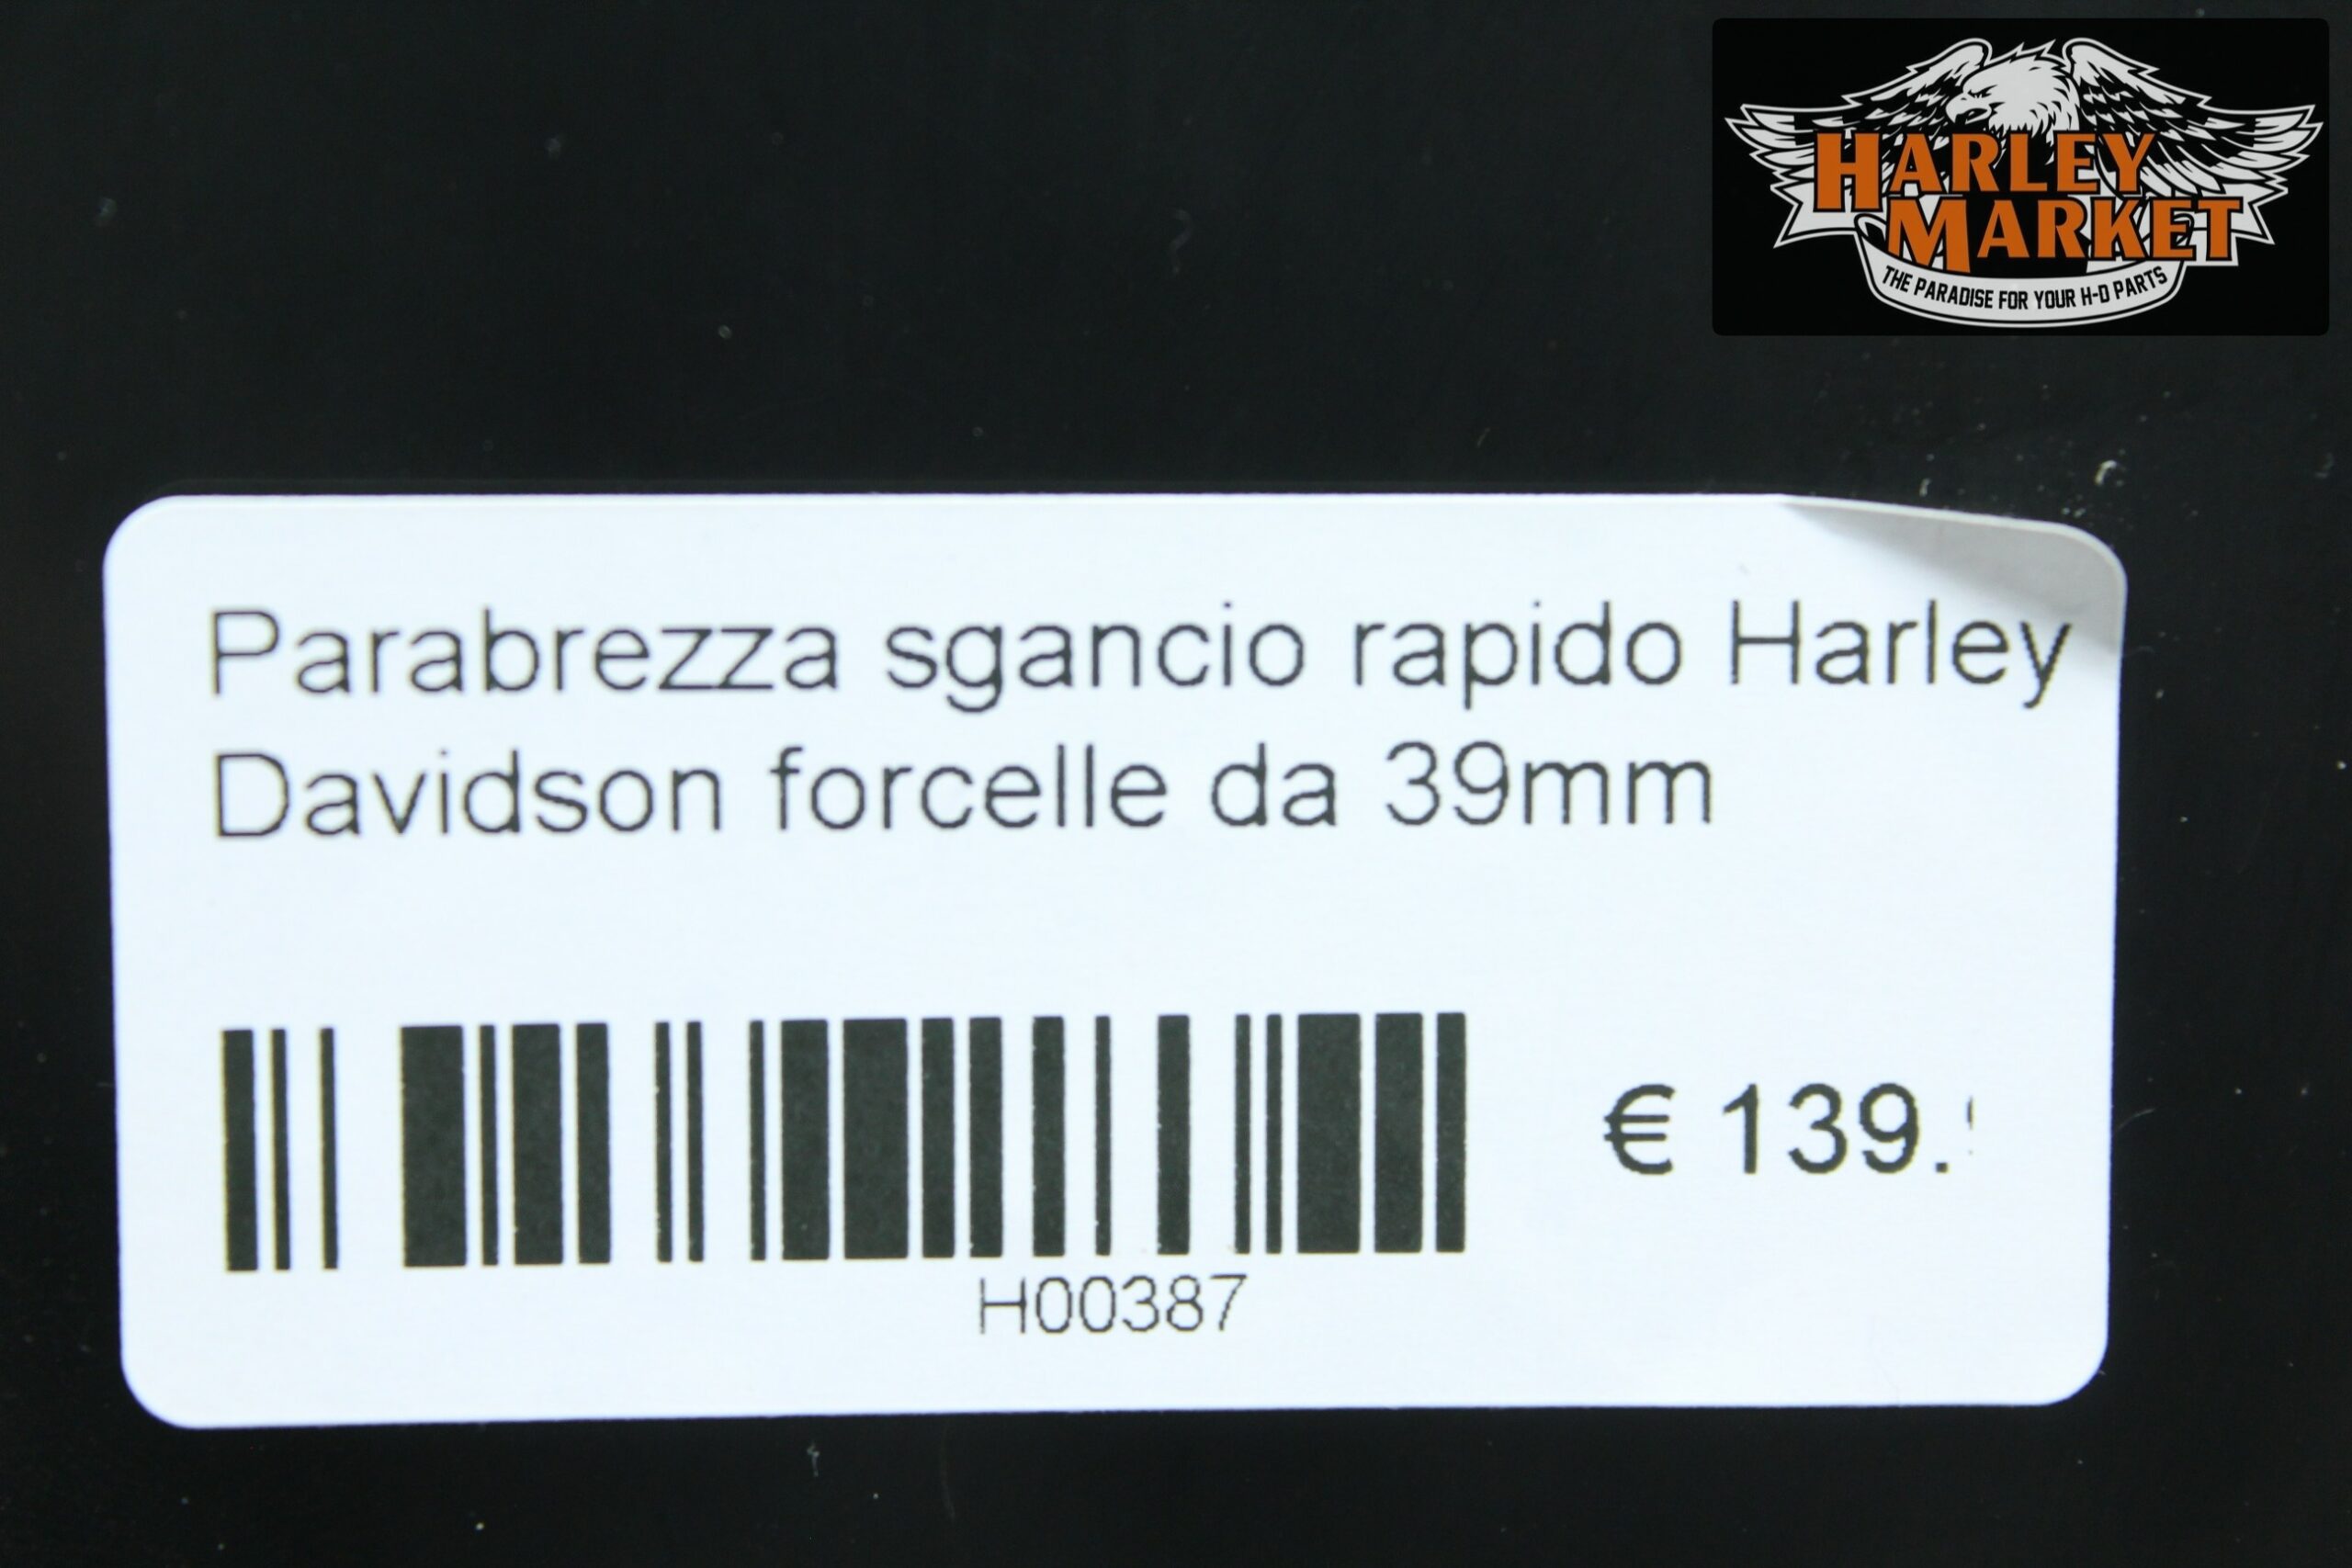 HARLEY
MARKET
THE PARADISE FOR YOUR H-D PARTS
Parabrezza sgancio rapido Harley
Davidson forcelle da 39mm
€ 139.
H00387